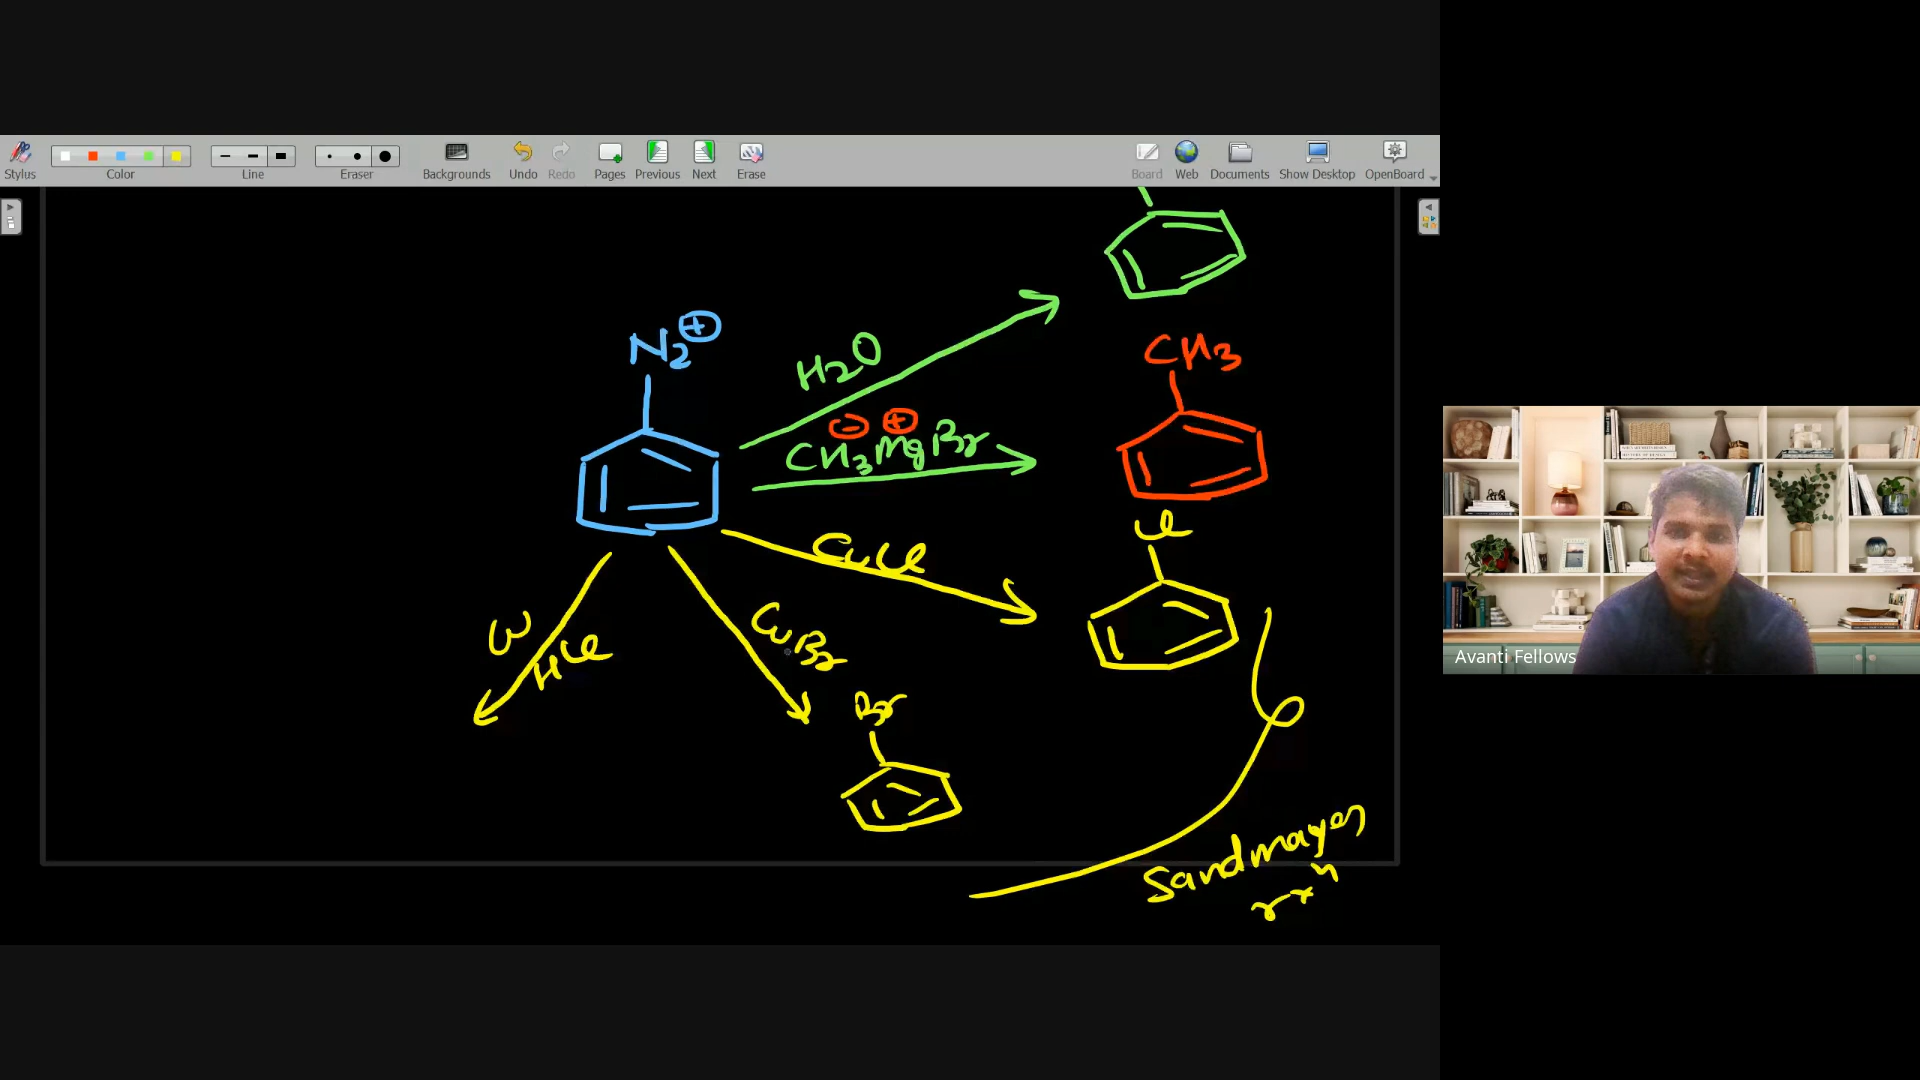 Stylus
Color
Line
Eraser
Backgrounds
Undo
Redo
Pages
Previous
Next
Erase
Board
Web
Documents
Show Desktop
OpenBoard
N2+
H2O
- +
CH3MgBr
CH3
CuCl
Cl
Cu
HCl
CuBr
Br
Sandmayer
rxn
Avanti Fellows